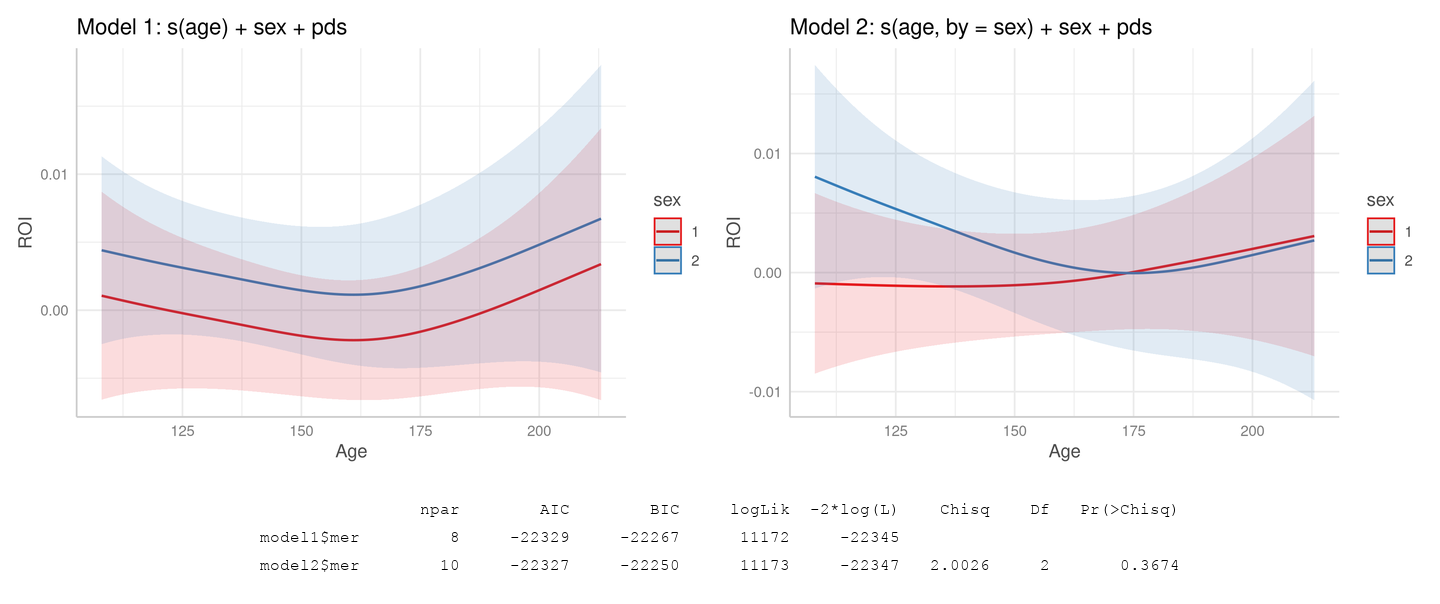 Model 1: s(age) + sex + pds
0.01
0.00
ROI
125 150 175 200
Age
sex
1
2
Model 2: s(age, by = sex) + sex + pds
0.01
0.00
-0.01
ROI
125 150 175 200
Age
sex
1
2
npar AIC BIC logLik -2*log(L) Chisq Df Pr(>Chisq)
model1$mer 8 -22329 -22267 11172 -22345
model2$mer 10 -22327 -22250 11173 -22347 2.0026 2 0.3674